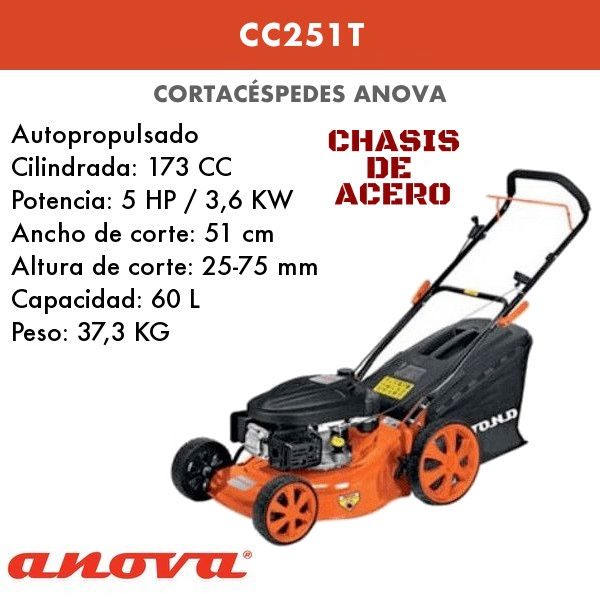 CC251T
CORTACÉSPEDES ANOVA
Autopropulsado
Cilindrada: 173 CC
Potencia: 5 HP / 3,6 KW
Ancho de corte: 51 cm
Altura de corte: 25-75 mm
Capacidad: 60 L
Peso: 37,3 KG
CHASIS
DE
ACERO
anova®